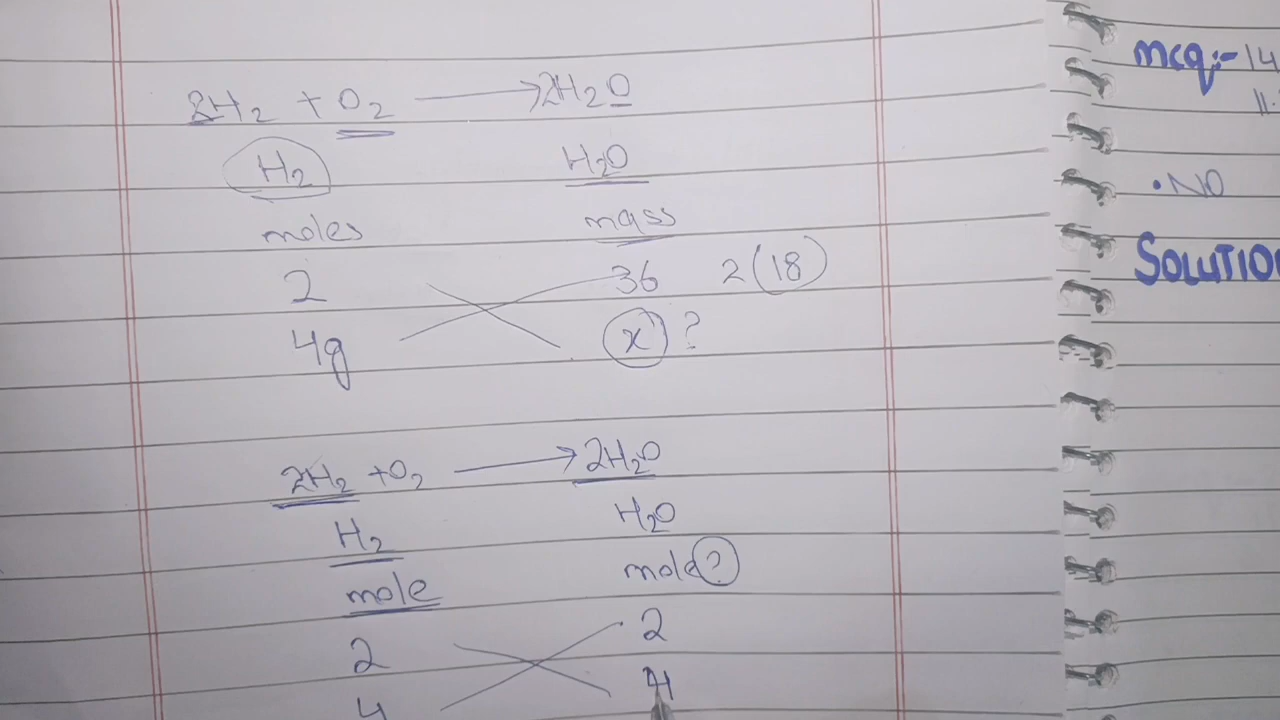 2H₂ + O₂ → 2H₂O
H₂ H₂O
moles mass
2 36 2(18)
4g x ?
2H₂ + O₂ → 2H₂O
H₂ H₂O
mole mole ?
2 2
4 4
mcq:- 14
11.
• NO
SOLUTIO